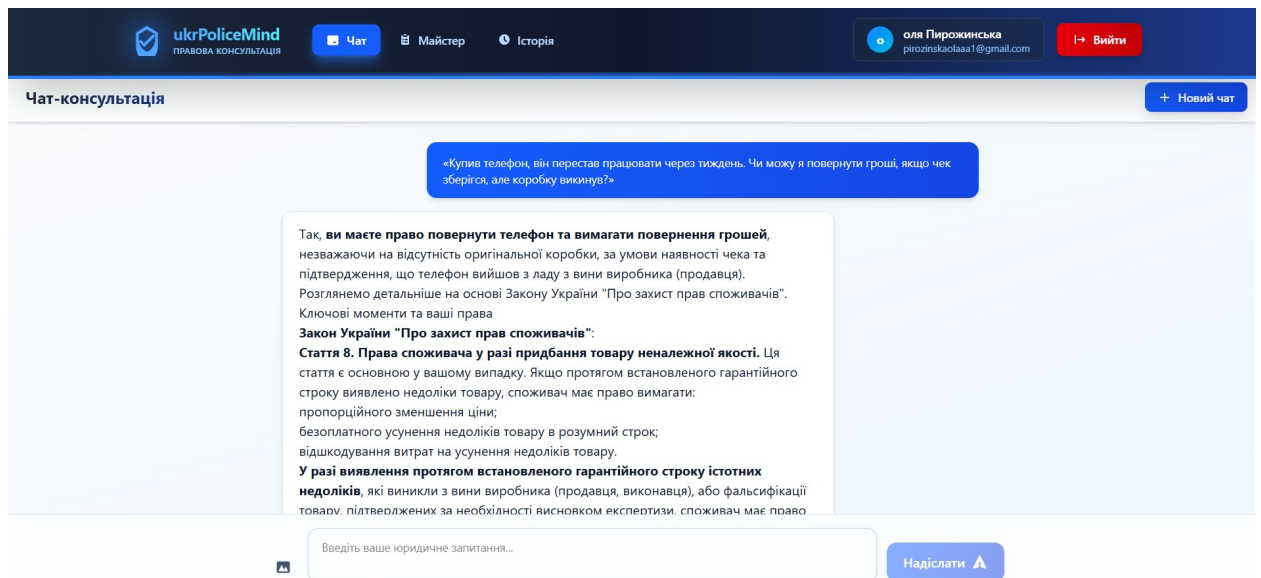 ukrPoliceMind
ПРАВОВА КОНСУЛЬТАЦІЯ
Чат
Майстер
Історія
о
оля Пирожинська
pirozinskaolaaa1@gmail.com
Вийти
Чат-консультація
+ Новий чат
«Купив телефон, він перестав працювати через тиждень. Чи можу я повернути гроші, якщо чек
зберігся, але коробку викинув?»
Так, ви маєте право повернути телефон та вимагати повернення грошей,
незважаючи на відсутність оригінальної коробки, за умови наявності чека та
підтвердження, що телефон вийшов з ладу з вини виробника (продавця).
Розглянемо детальніше на основі Закону України "Про захист прав споживачів".
Ключові моменти та ваші права
Закон України "Про захист прав споживачів":
Стаття 8. Права споживача у разі придбання товару неналежної якості. Ця
стаття є основною у вашому випадку. Якщо протягом встановленого гарантійного
строку виявлено недоліки товару, споживач має право вимагати:
пропорційного зменшення ціни;
безоплатного усунення недоліків товару в розумний строк;
відшкодування витрат на усунення недоліків товару.
У разі виявлення протягом встановленого гарантійного строку істотних
недоліків, які виникли з вини виробника (продавця, виконавця), або фальсифікації
товару, підтверджених за необхідності висновком експертизи, споживач має право
Введіть ваше юридичне запитання...
Надіслати